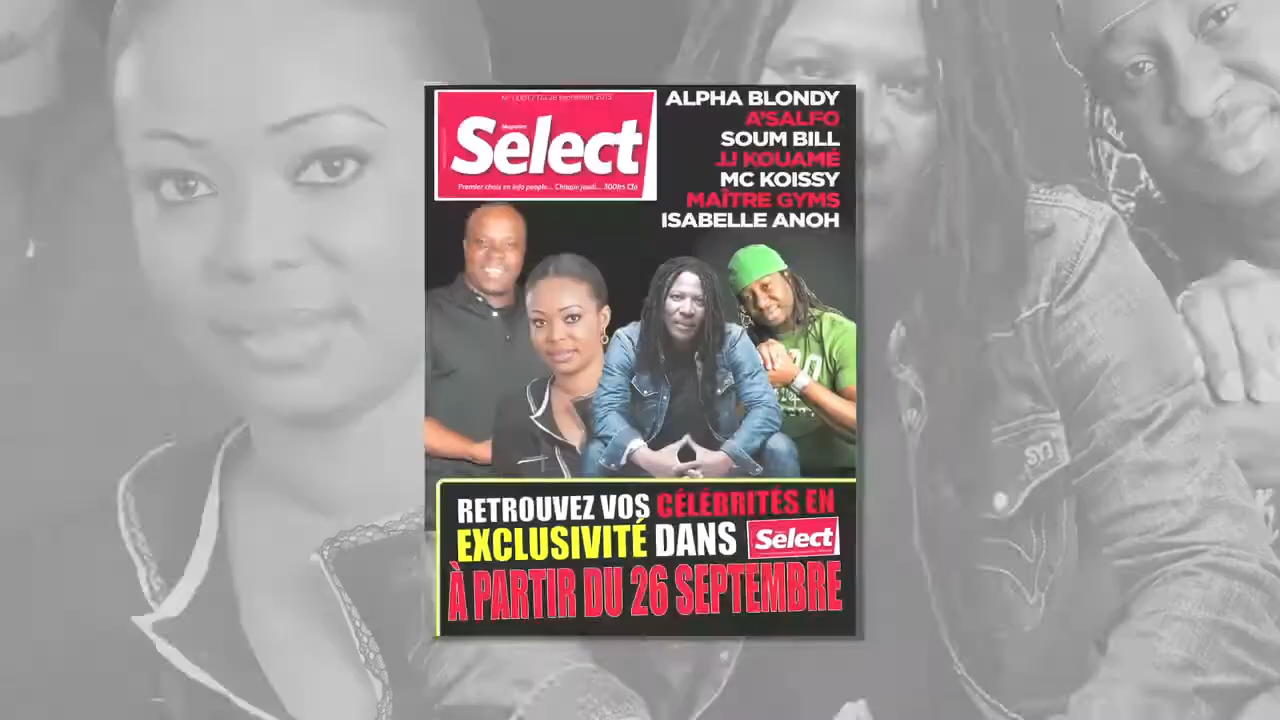 Magazine
Select
Premier choix en info people... Chaque jeudi... 300frs Cfa
ALPHA BLONDY
A'SALFO
SOUM BILL
JJ KOUAMÉ
MC KOISSY
MAÎTRE GYMS
ISABELLE ANOH
RETROUVEZ VOS CÉLÉBRITÉS EN
EXCLUSIVITÉ DANS Select
À PARTIR DU 26 SEPTEMBRE